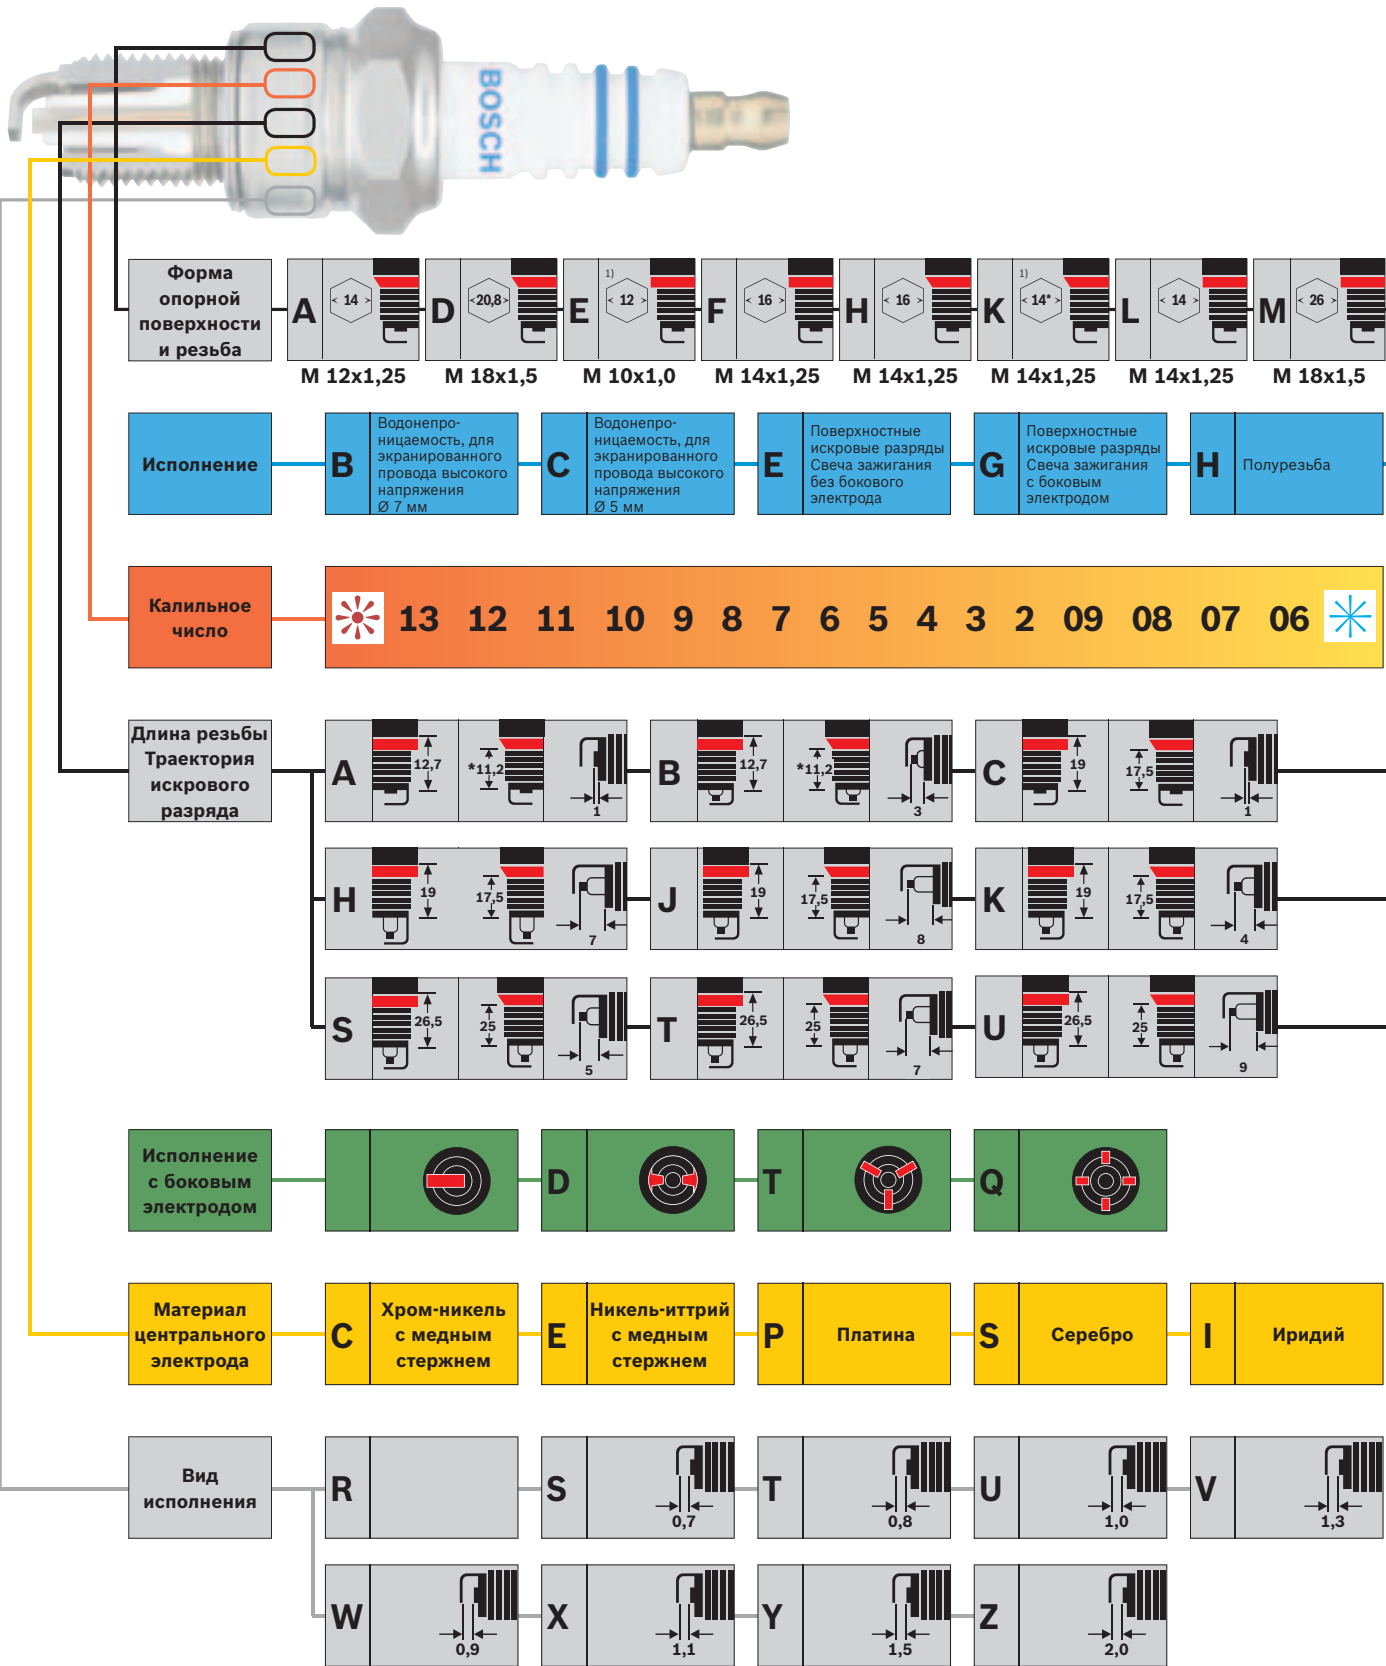 BOSCH
Форма
опорной
поверхности
и резьба
A
< 14 >
M 12x1,25
D
<20,8>
M 18x1,5
E
1)
< 12 >
M 10x1,0
F
< 16 >
M 14x1,25
H
< 16 >
M 14x1,25
K
1)
<14*>
M 14x1,25
L
< 14 >
M 14x1,25
M
< 26 >
M 18x1,5
Исполнение
B
Водонепро-
ницаемость, для
экранированного
провода высокого
напряжения
Ø 7 мм
C
Водонепро-
ницаемость, для
экранированного
провода высокого
напряжения
Ø 5 мм
E
Поверхностные
искровые разряды
Свеча зажигания
без бокового
электрода
G
Поверхностные
искровые разряды
Свеча зажигания
с боковым
электродом
H
Полурезьба
Калильное
число
13 12 11 10 9 8 7 6 5 4 3 2 09 08 07 06
Длина резьбы
Траектория
искрового
разряда
A
12,7
*11,2
1
B
12,7
*11,2
3
C
19
17,5
1
H
19
17,5
7
J
19
17,5
8
K
19
17,5
4
S
26,5
25
5
T
26,5
25
7
U
26,5
25
9
Исполнение
с боковым
электродом
D
T
Q
Материал
центрального
электрода
C
Хром-никель
с медным
стержнем
E
Никель-иттрий
с медным
стержнем
P
Платина
S
Серебро
I
Иридий
Вид
исполнения
R
S
0,7
T
0,8
U
1,0
V
1,3
W
0,9
X
1,1
Y
1,5
Z
2,0